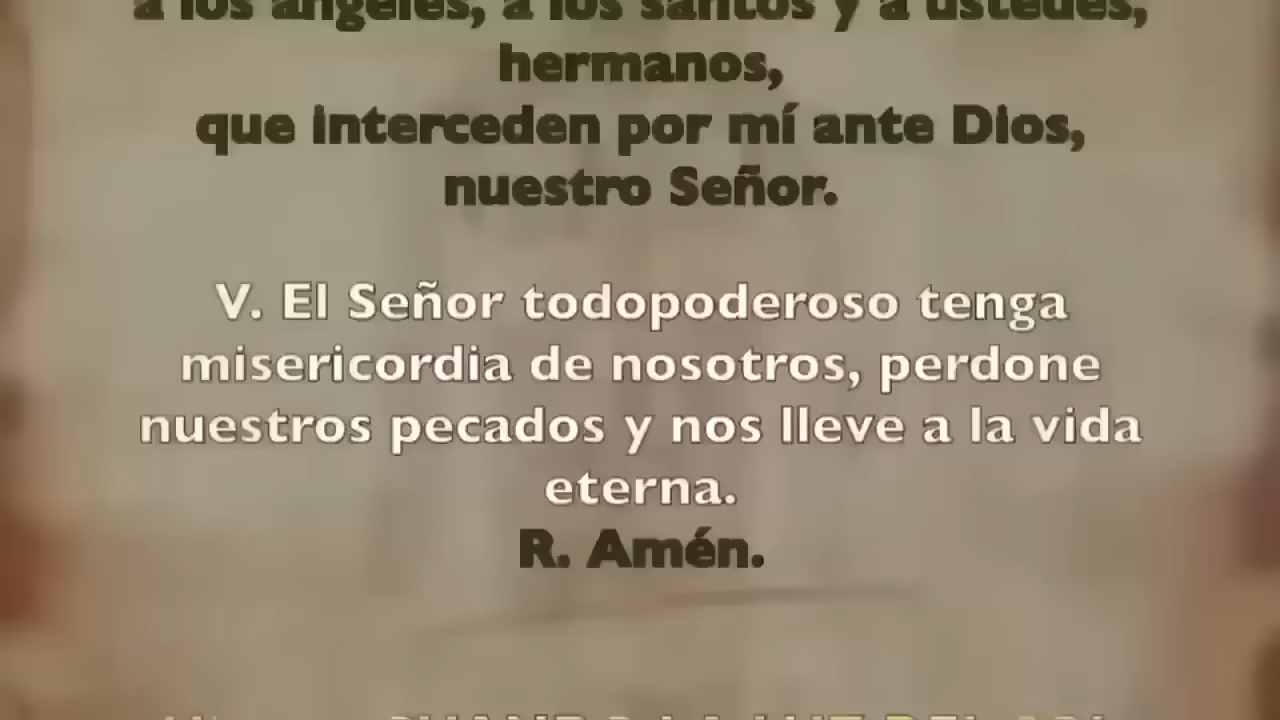 a los ángeles, a los santos y a ustedes,
hermanos,
que interceden por mí ante Dios,
nuestro Señor.
V. El Señor todopoderoso tenga
misericordia de nosotros, perdone
nuestros pecados y nos lleve a la vida
eterna.
R. Amén.